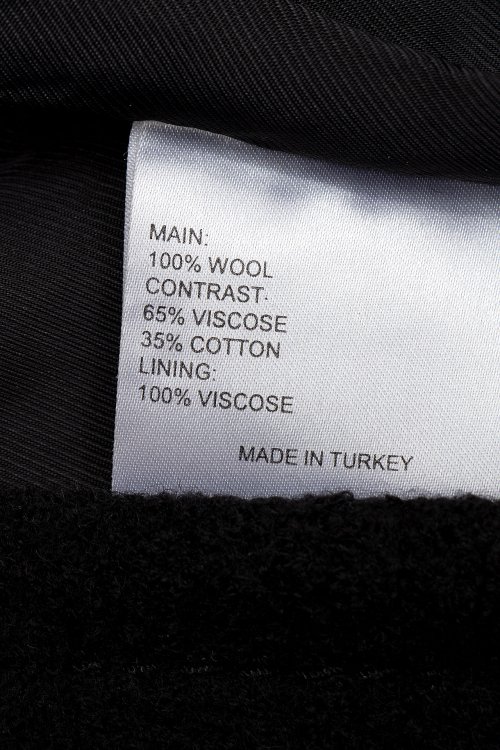 MAIN:
100% WOOL
CONTRAST:
65% VISCOSE
35% COTTON
LINING:
100% VISCOSE
MADE IN TURKEY